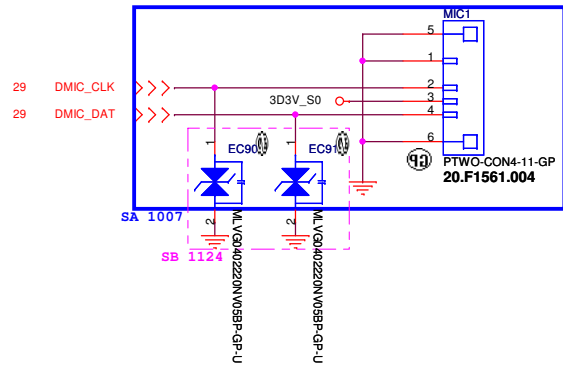 MIC1
5
1
29 DMIC_CLK
2
3D3V_S0
3
29 DMIC_DAT
4
6
1
EC90
1
EC91
PTWO-CON4-11-GP
20.F1561.004
SA 1007
2
MLVG0402220NV05BP-GP-U
2
MLVG0402220NV05BP-GP-U
SB 1124